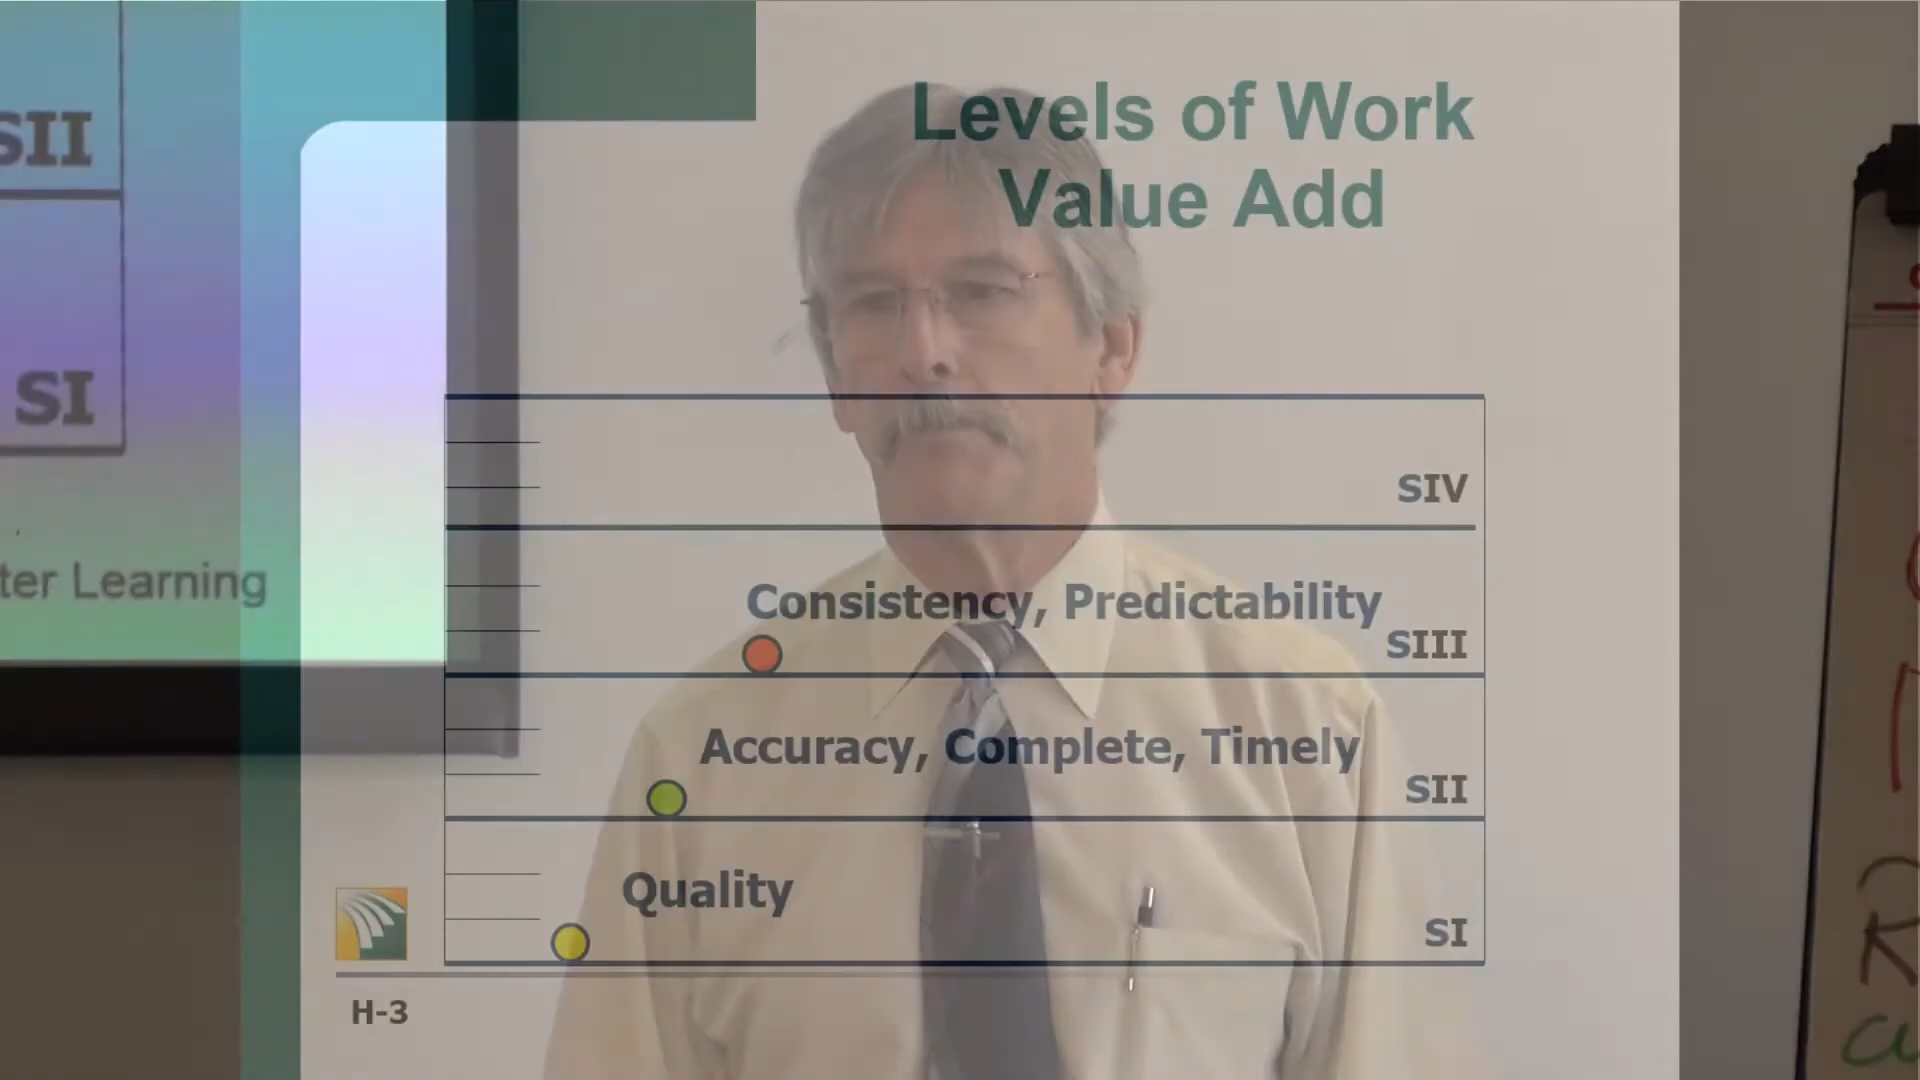 Levels of Work
Value Add
SII
SI
ter Learning
SIV
Consistency, Predictability
SIII
Accuracy, Complete, Timely
SII
Quality
SI
H-3